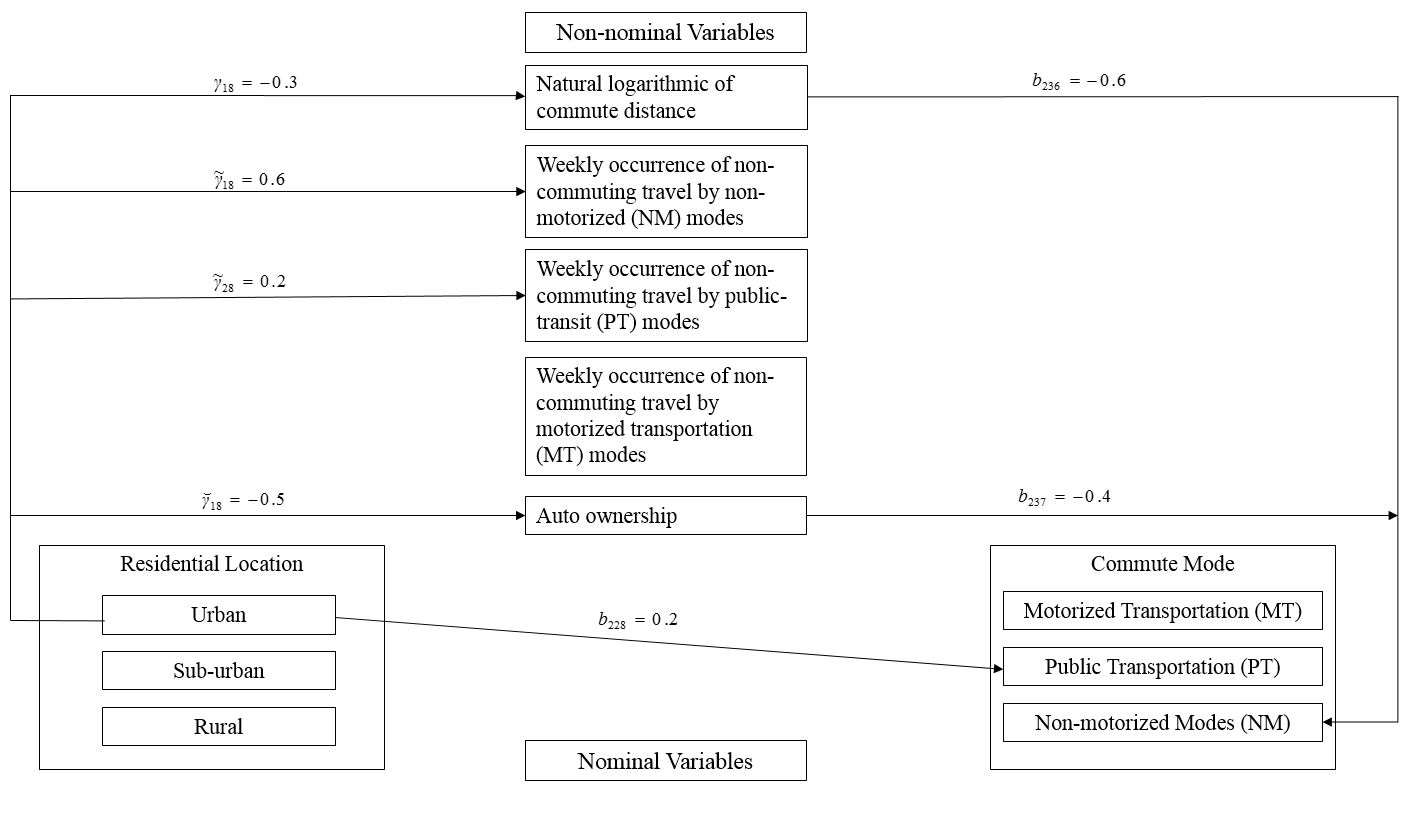 Non-nominal Variables
γ₁₈ = −0.3
Natural logarithmic of
commute distance
b₂₃₆ = −0.6
γ̃₁₈ = 0.6
Weekly occurrence of non-
commuting travel by non-
motorized (NM) modes
γ̃₂₈ = 0.2
Weekly occurrence of non-
commuting travel by public-
transit (PT) modes
Weekly occurrence of non-
commuting travel by
motorized transportation
(MT) modes
γ̆₁₈ = −0.5
Auto ownership
b₂₃₇ = −0.4
Residential Location
Urban
Sub-urban
Rural
b₂₂₈ = 0.2
Commute Mode
Motorized Transportation (MT)
Public Transportation (PT)
Non-motorized Modes (NM)
Nominal Variables